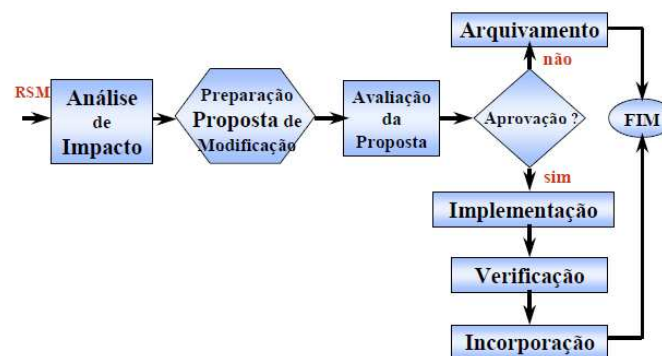 RSM
Análise
de
Impacto
Preparação
Proposta de
Modificação
Avaliação
da
Proposta
Aprovação ?
não
Arquivamento
sim
Implementação
Verificação
Incorporação
FIM